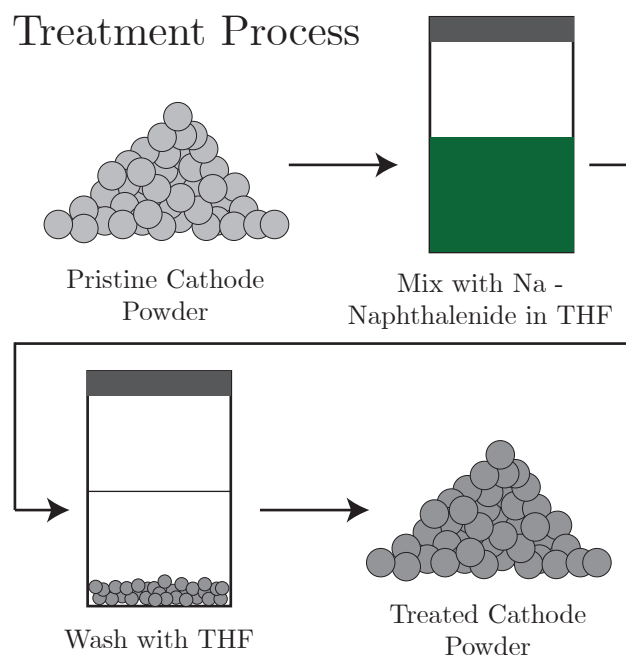 Treatment Process
Pristine Cathode
Powder
Mix with Na -
Naphthalenide in THF
Wash with THF
Treated Cathode
Powder